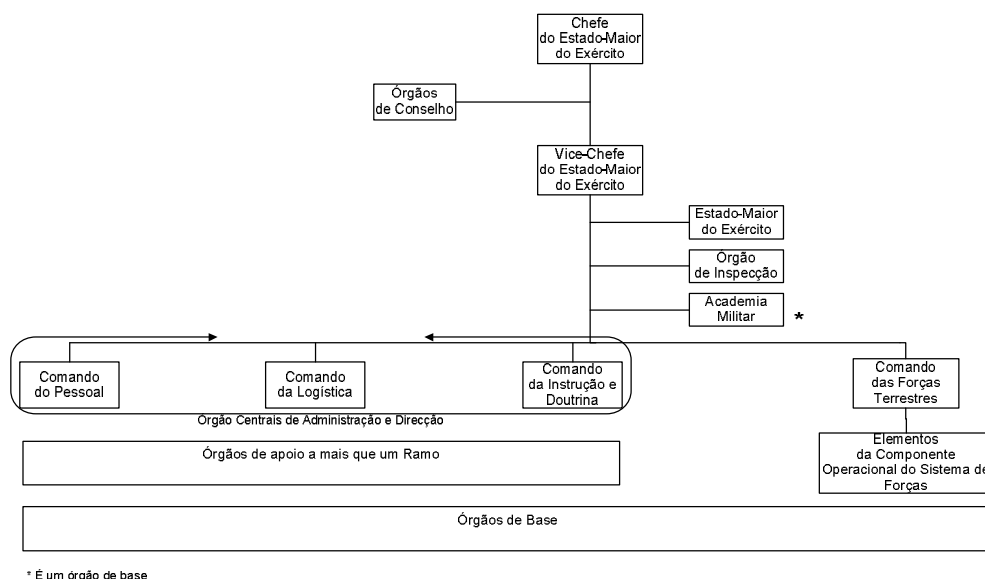 Chefe
do Estado-Maior
do Exército
Órgãos
de Conselho
Vice-Chefe
do Estado-Maior
do Exército
Estado-Maior
do Exército
Órgão
de Inspecção
Academia
Militar
*
Comando
do Pessoal
Comando
da Logística
Comando
da Instrução e
Doutrina
Comando
das Forças
Terrestres
Orgão Centrais de Administração e Direcção
Elementos
da Componente
Operacional do Sistema de
Forças
Órgãos de apoio a mais que um Ramo
Órgãos de Base
* É um órgão de base